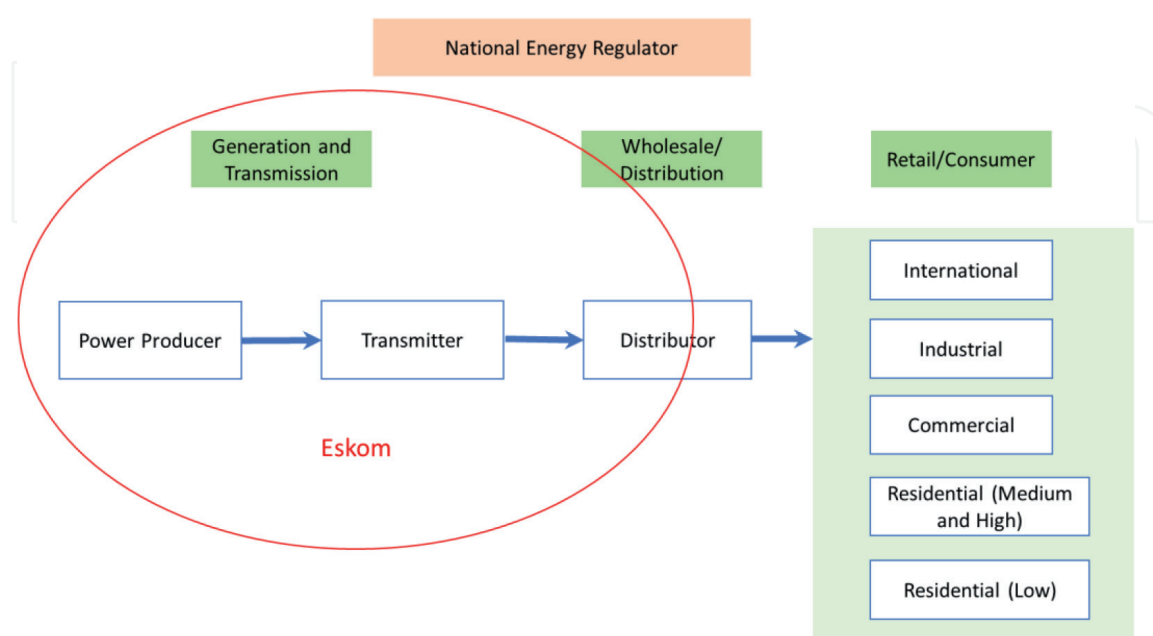 National Energy Regulator
Generation and
Transmission
Wholesale/
Distribution
Retail/Consumer
Power Producer
Transmitter
Distributor
Eskom
International
Industrial
Commercial
Residential (Medium
and High)
Residential (Low)